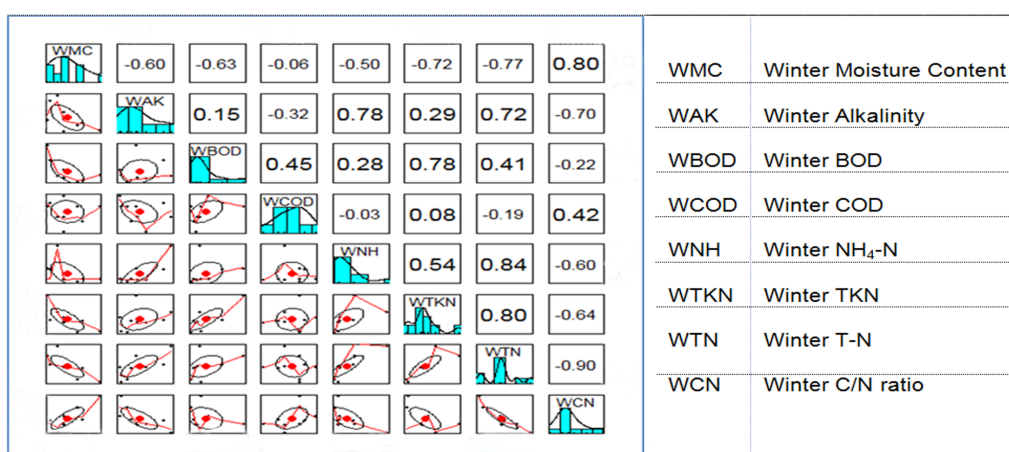 WMC -0.60 -0.63 -0.06 -0.50 -0.72 -0.77 0.80
WAK 0.15 -0.32 0.78 0.29 0.72 -0.70
WBOD 0.45 0.28 0.78 0.41 -0.22
WCOD -0.03 0.08 -0.19 0.42
WNH 0.54 0.84 -0.60
WTKN 0.80 -0.64
WTN -0.90
WCN
WMC Winter Moisture Content
WAK Winter Alkalinity
WBOD Winter BOD
WCOD Winter COD
WNH Winter NH₄-N
WTKN Winter TKN
WTN Winter T-N
WCN Winter C/N ratio